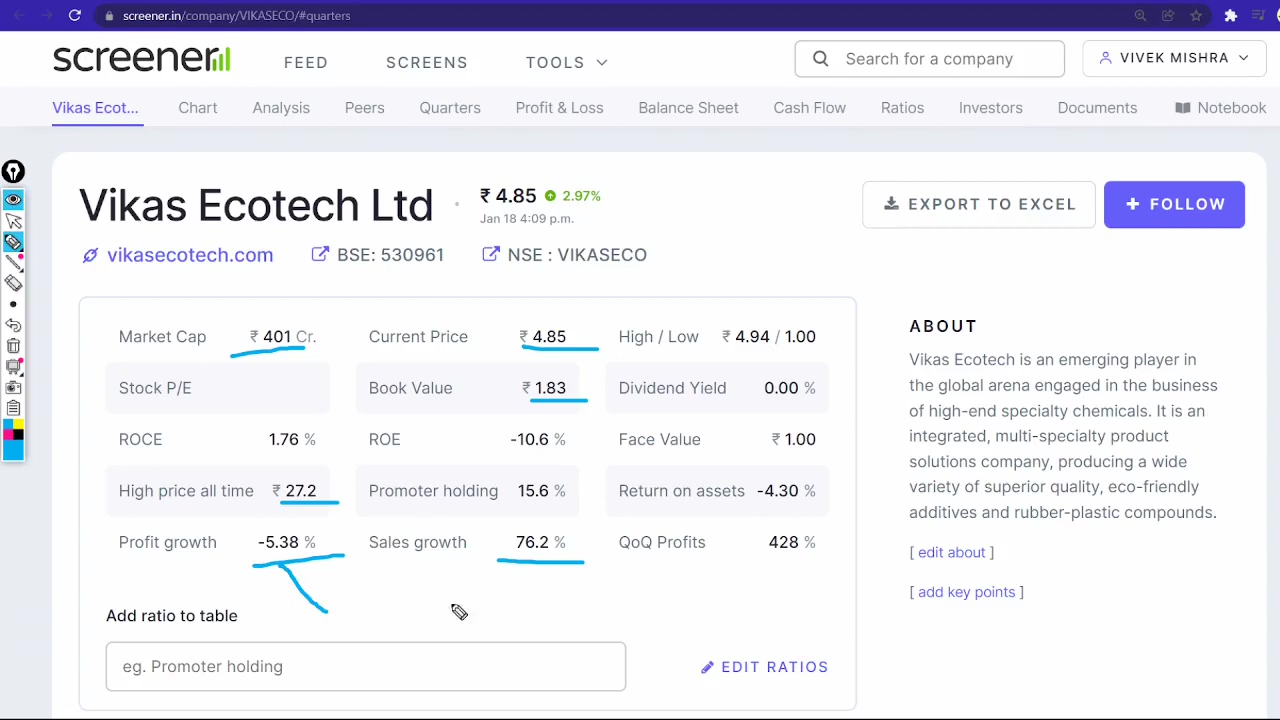 screener.in/company/VIKASECO/#quarters
screener
FEED SCREENS TOOLS
Search for a company
VIVEK MISHRA
Vikas Ecot... Chart Analysis Peers Quarters Profit & Loss Balance Sheet Cash Flow Ratios Investors Documents Notebook
Vikas Ecotech Ltd
₹ 4.85 2.97%
Jan 18 4:09 p.m.
EXPORT TO EXCEL
+ FOLLOW
vikasecotech.com BSE: 530961 NSE : VIKASECO
Market Cap ₹ 401 Cr. Current Price ₹ 4.85 High / Low ₹ 4.94 / 1.00
Stock P/E Book Value ₹ 1.83 Dividend Yield 0.00 %
ROCE 1.76 % ROE -10.6 % Face Value ₹ 1.00
High price all time ₹ 27.2 Promoter holding 15.6 % Return on assets -4.30 %
Profit growth -5.38 % Sales growth 76.2 % QoQ Profits 428 %
Add ratio to table
eg. Promoter holding
EDIT RATIOS
ABOUT
Vikas Ecotech is an emerging player in
the global arena engaged in the business
of high-end specialty chemicals. It is an
integrated, multi-specialty product
solutions company, producing a wide
variety of superior quality, eco-friendly
additives and rubber-plastic compounds.
[ edit about ]
[ add key points ]